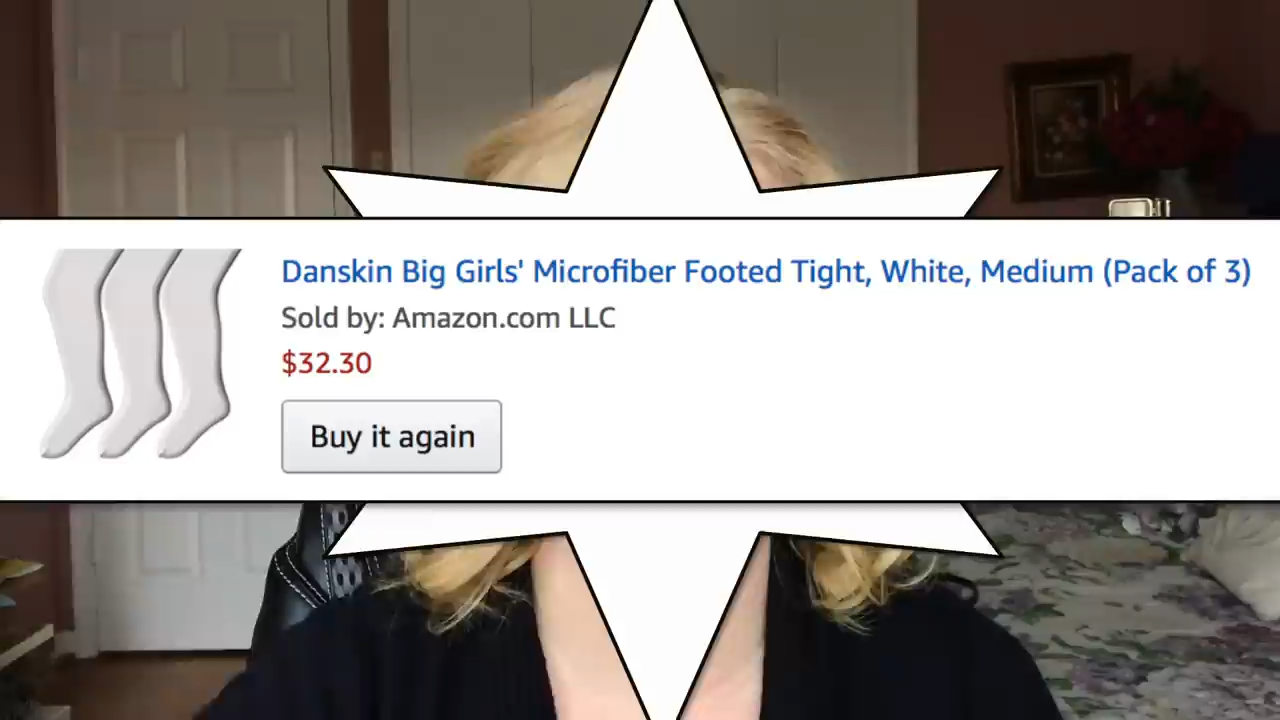 Danskin Big Girls' Microfiber Footed Tight, White, Medium (Pack of 3)
Sold by: Amazon.com LLC
$32.30
Buy it again